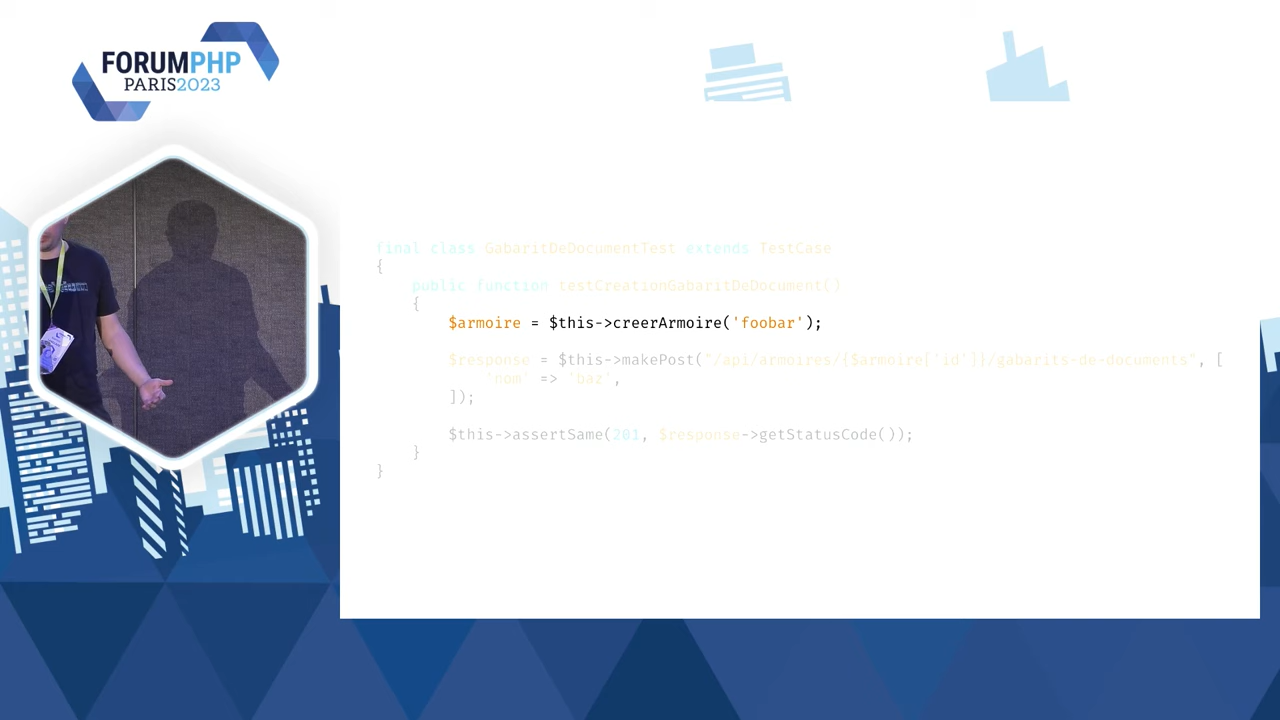 FORUMPHP
PARIS2023
final class GabaritDeDocumentTest extends TestCase
{
    public function testCreationGabaritDeDocument()
    {
        $armoire = $this->creerArmoire('foobar');
        $response = $this->makePost("/api/armoires/{$armoire['id']}/gabarits-de-documents", [
            'nom' => 'baz',
        ]);
        $this->assertSame(201, $response->getStatusCode());
    }
}